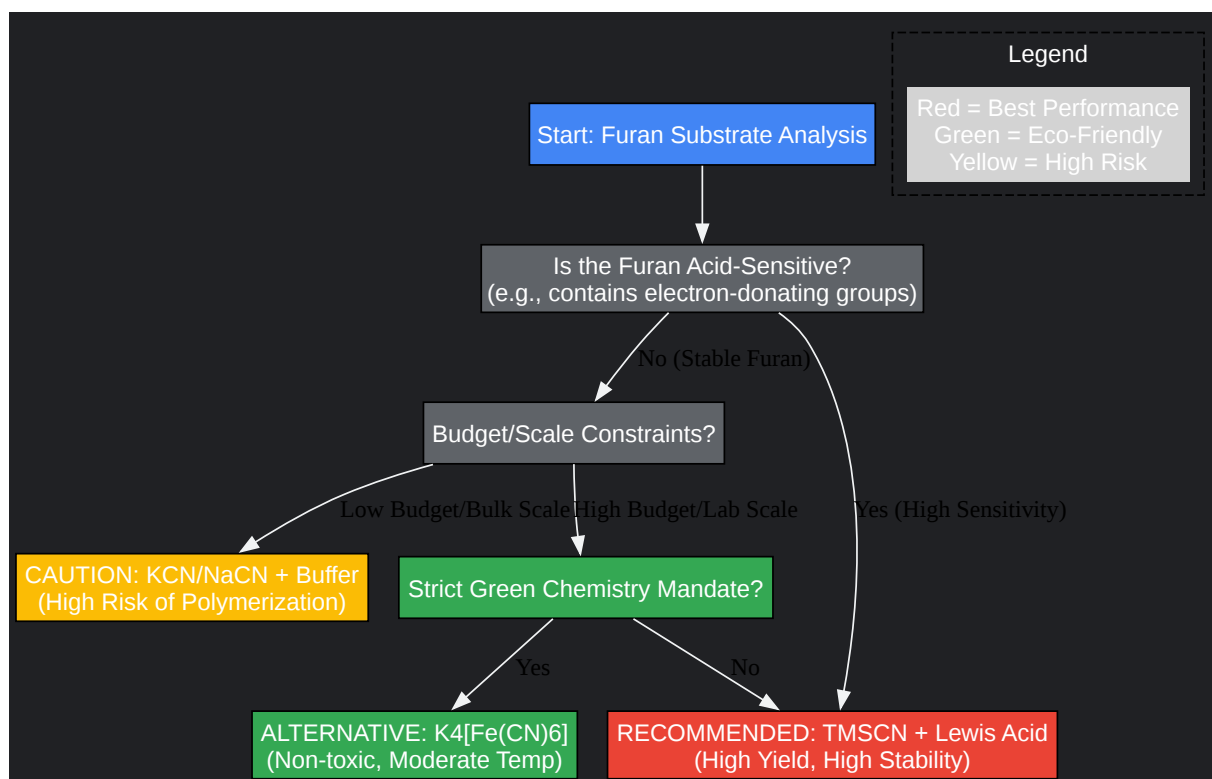 Legend
Red = Best Performance
Green = Eco-Friendly
Yellow = High Risk
Start: Furan Substrate Analysis
Is the Furan Acid-Sensitive?
(e.g., contains electron-donating groups)
No (Stable Furan)
Budget/Scale Constraints?
Low Budget/Bulk Scale
High Budget/Lab Scale
Yes (High Sensitivity)
CAUTION: KCN/NaCN + Buffer
(High Risk of Polymerization)
Strict Green Chemistry Mandate?
Yes
No
ALTERNATIVE: K4[Fe(CN)6]
(Non-toxic, Moderate Temp)
RECOMMENDED: TMSCN + Lewis Acid
(High Yield, High Stability)